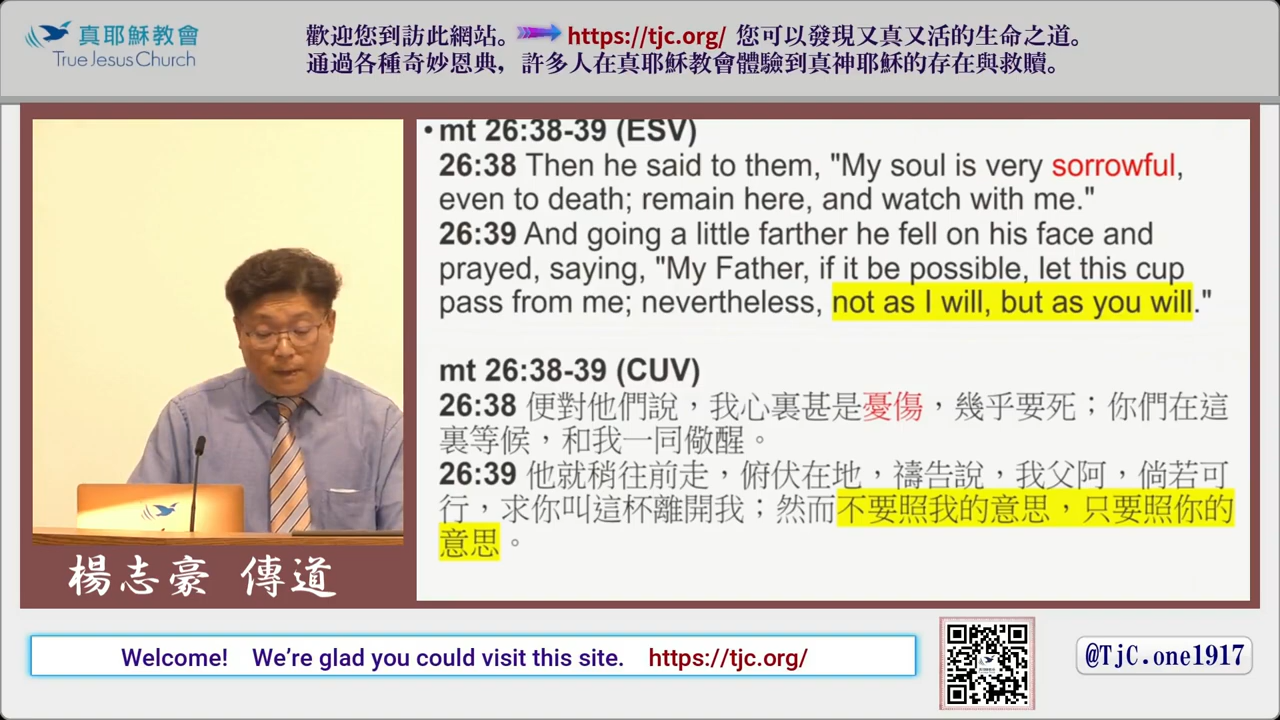 真耶穌教會
True Jesus Church
歡迎您到訪此網站。 https://tjc.org/ 您可以發現又真又活的生命之道。
通過各種奇妙恩典，許多人在真耶穌教會體驗到真神耶穌的存在與救贖。
• mt 26:38-39 (ESV)
26:38 Then he said to them, "My soul is very sorrowful,
even to death; remain here, and watch with me."
26:39 And going a little farther he fell on his face and
prayed, saying, "My Father, if it be possible, let this cup
pass from me; nevertheless, not as I will, but as you will."
mt 26:38-39 (CUV)
26:38 便對他們說，我心裏甚是憂傷，幾乎要死；你們在這
裏等候，和我一同儆醒。
26:39 他就稍往前走，俯伏在地，禱告說，我父阿，倘若可
行，求你叫這杯離開我；然而不要照我的意思，只要照你的
意思。
楊志豪 傳道
Welcome! We’re glad you could visit this site. https://tjc.org/
@TjC.one1917